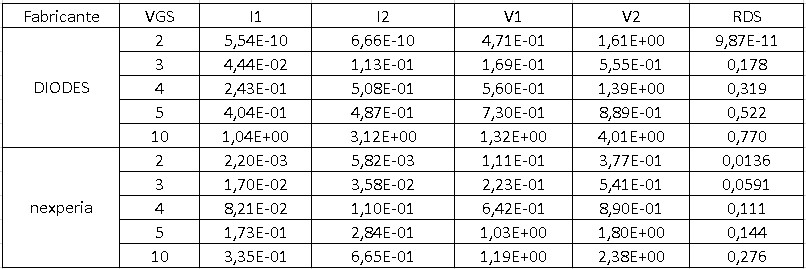 Fabricante VGS I1 I2 V1 V2 RDS
2 5,54E-10 6,66E-10 4,71E-01 1,61E+00 9,87E-11
3 4,44E-02 1,13E-01 1,69E-01 5,55E-01 0,178
DIODES 4 2,43E-01 5,08E-01 5,60E-01 1,39E+00 0,319
5 4,04E-01 4,87E-01 7,30E-01 8,89E-01 0,522
10 1,04E+00 3,12E+00 1,32E+00 4,01E+00 0,770
2 2,20E-03 5,82E-03 1,11E-01 3,77E-01 0,0136
3 1,70E-02 3,58E-02 2,23E-01 5,41E-01 0,0591
nexperia 4 8,21E-02 1,10E-01 6,42E-01 8,90E-01 0,111
5 1,73E-01 2,84E-01 1,03E+00 1,80E+00 0,144
10 3,35E-01 6,65E-01 1,19E+00 2,38E+00 0,276